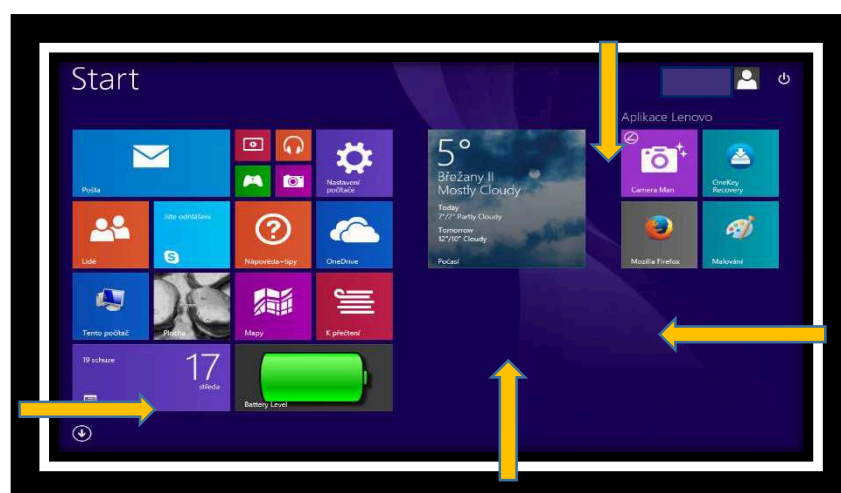 Start
Aplikace Lenovo
Pošta
Nastavení
počítače
5°
Břežany II
Mostly Cloudy
Today
7°/2° Partly Cloudy
Tomorrow
12°/10° Cloudy
Počasí
Camera Man
OneKey
Recovery
Lidé
Jste odhlášeni
Nápověda+tipy
OneDrive
Mozilla Firefox
Malování
Tento počítač
Plocha
Mapy
K přečtení
19 schuze
17
středa
Battery Level